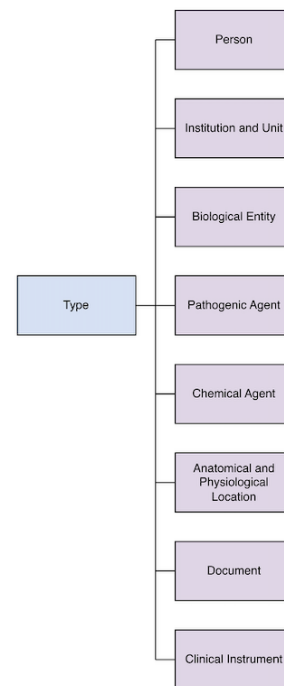 Person
Institution and Unit
Biological Entity
Type
Pathogenic Agent
Chemical Agent
Anatomical and
Physiological
Location
Document
Clinical Instrument